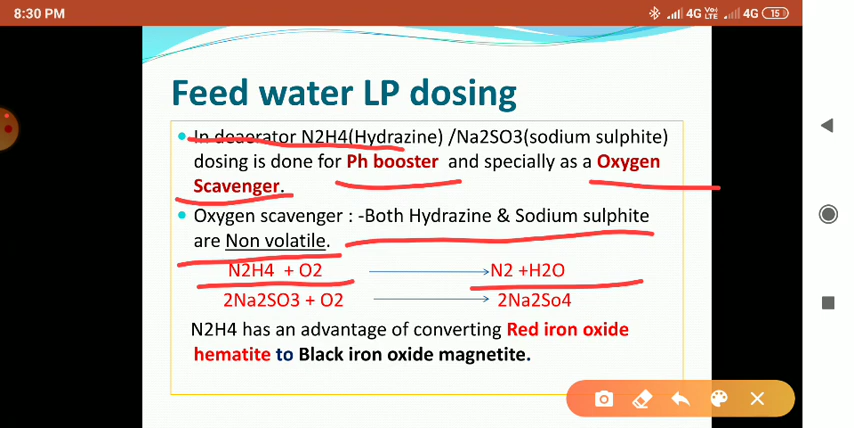 8:30 PM
Vo)
LTE
4G
4G
15
Feed water LP dosing
In deaerator N2H4(Hydrazine) /Na2SO3(sodium sulphite)
dosing is done for Ph booster and specially as a Oxygen
Scavenger.
Oxygen scavenger : -Both Hydrazine & Sodium sulphite
are Non volatile.
N2H4 + O2 N2 +H2O
2Na2SO3 + O2 2Na2So4
N2H4 has an advantage of converting Red iron oxide
hematite to Black iron oxide magnetite.